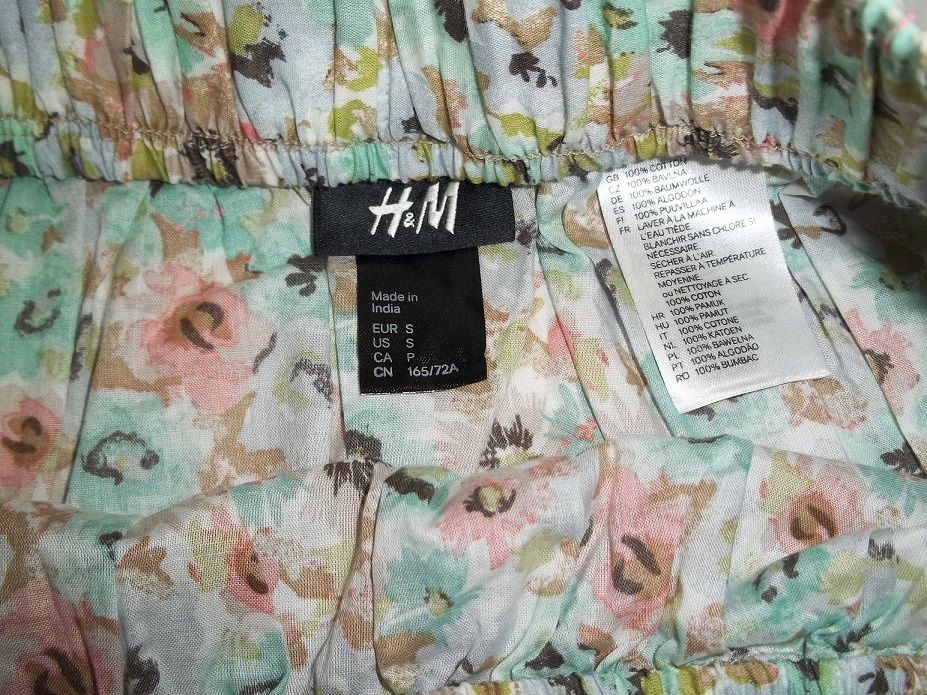 H&M
Made in
India
EUR S
US S
CA P
CN 165/72A
GB 100% COTTON
CZ 100% BAVLNA
DE 100% BAUMWOLLE
ES 100% ALGODÓN
FI 100% PUUVILLAA
FR LAVER À LA MACHINE À
L'EAU TIÈDE
BLANCHIR SANS CHLORE SI
NÉCESSAIRE.
SÉCHER À L'AIR.
REPASSER À TEMPÉRATURE
MOYENNE.
ou NETTOYAGE À SEC
100% COTON
HR 100% PAMUK
HU 100% PAMUT
IT 100% COTONE
NL 100% KATOEN
PL 100% BAWEŁNA
PT 100% ALGODÃO
RO 100% BUMBAC